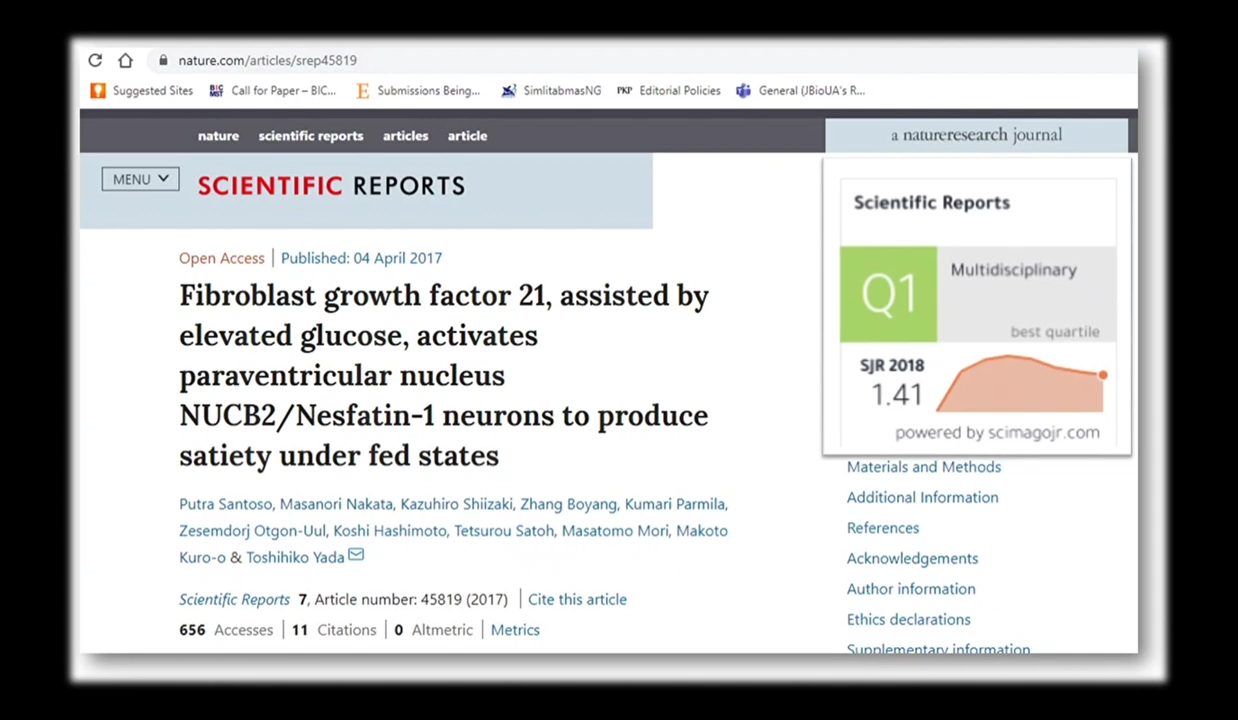 nature.com/articles/srep45819
Suggested Sites
BIC MST Call for Paper – BIC...
E Submissions Being...
SimlitabmasNG
PKP Editorial Policies
General (JBioUA's R...
nature scientific reports articles article
a natureresearch journal
MENU
SCIENTIFIC REPORTS
Open Access | Published: 04 April 2017
Fibroblast growth factor 21, assisted by
elevated glucose, activates
paraventricular nucleus
NUCB2/Nesfatin-1 neurons to produce
satiety under fed states
Putra Santoso, Masanori Nakata, Kazuhiro Shiizaki, Zhang Boyang, Kumari Parmila,
Zesemdorj Otgon-Uul, Koshi Hashimoto, Tetsurou Satoh, Masatomo Mori, Makoto
Kuro-o & Toshihiko Yada
Scientific Reports 7, Article number: 45819 (2017) | Cite this article
656 Accesses | 11 Citations | 0 Altmetric | Metrics
Scientific Reports
Q1
Multidisciplinary
best quartile
SJR 2018
1.41
powered by scimagojr.com
Materials and Methods
Additional Information
References
Acknowledgements
Author information
Ethics declarations
Supplementary information